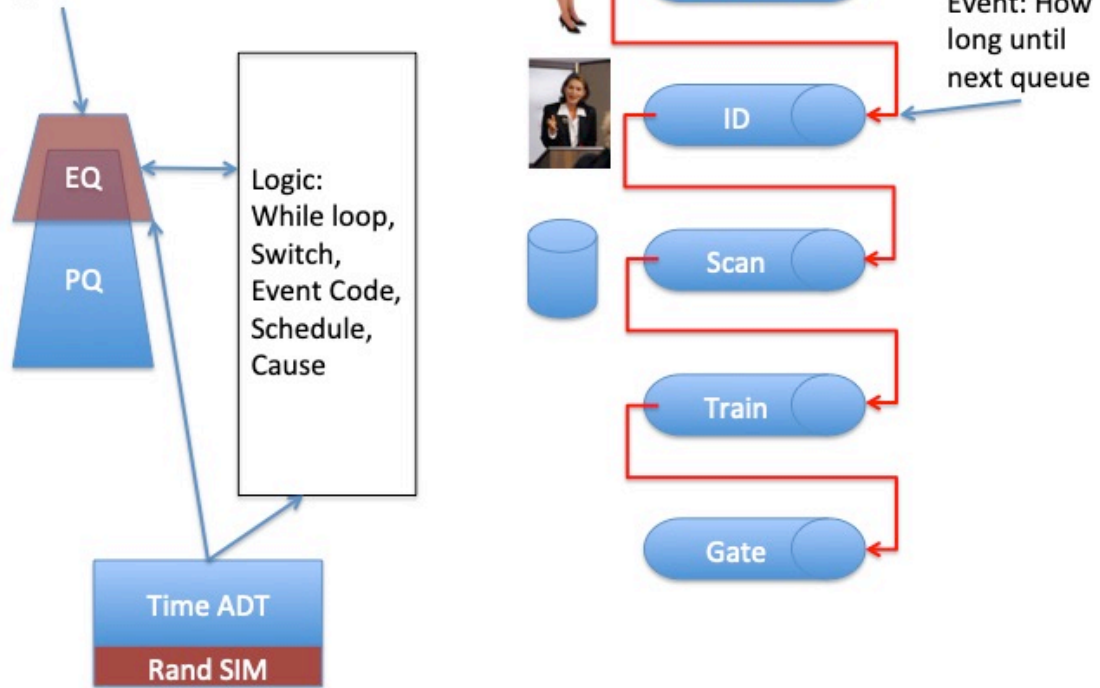 EQ
PQ
Logic:
While loop,
Switch,
Event Code,
Schedule,
Cause
Time ADT
Rand SIM
Event: How
long until
next queue
ID
Scan
Train
Gate